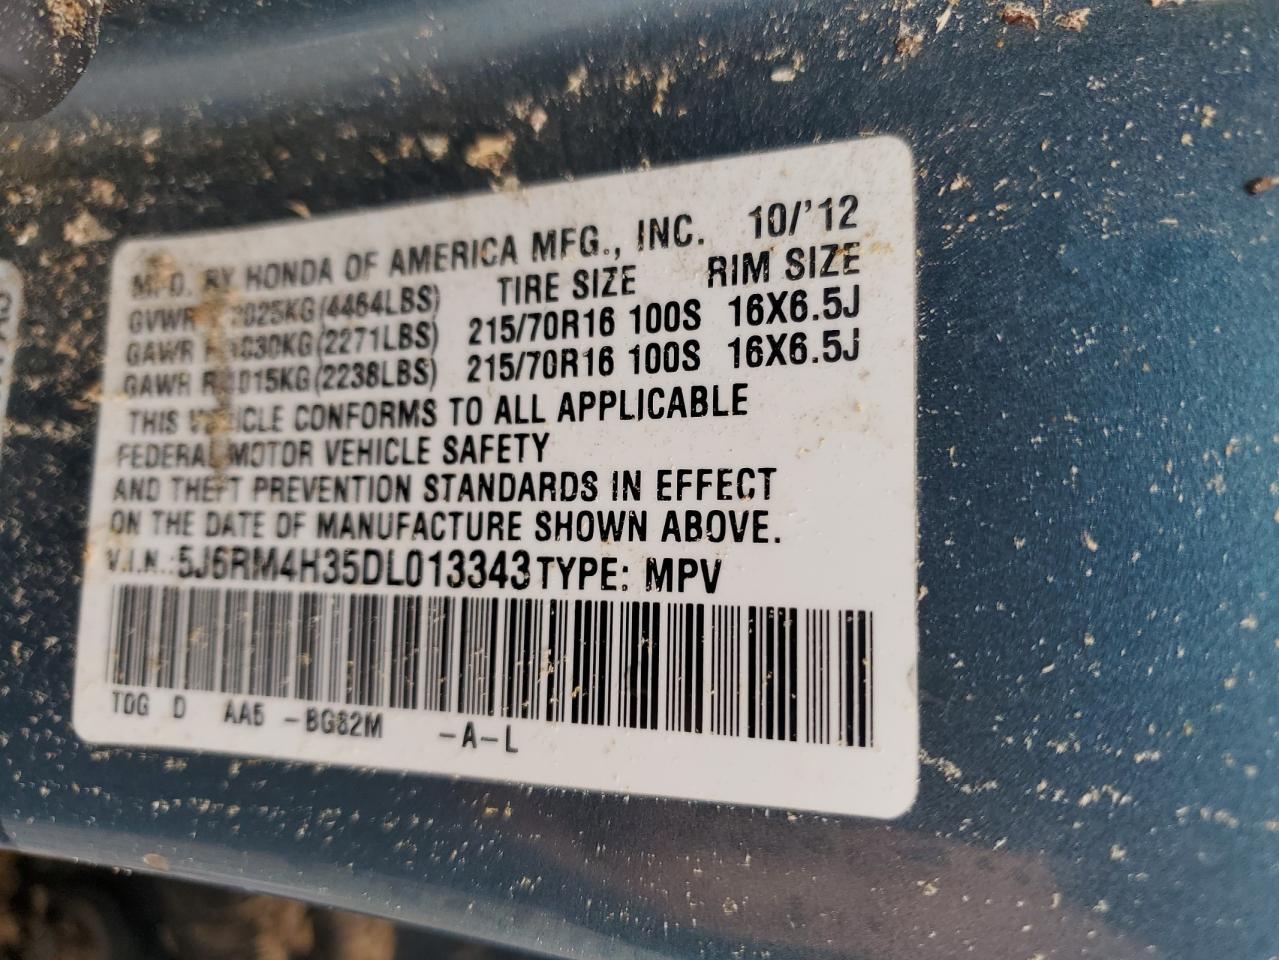 MFD. BY HONDA OF AMERICA MFG., INC. 10/'12
GVWR 2025KG(4464LBS) TIRE SIZE RIM SIZE
GAWR F 1030KG(2271LBS) 215/70R16 100S 16X6.5J
GAWR R 1015KG(2238LBS) 215/70R16 100S 16X6.5J
THIS VEHICLE CONFORMS TO ALL APPLICABLE
FEDERAL MOTOR VEHICLE SAFETY
AND THEFT PREVENTION STANDARDS IN EFFECT
ON THE DATE OF MANUFACTURE SHOWN ABOVE.
V.I.N.:5J6RM4H35DL013343 TYPE: MPV
TDG D AA5 -BG62M -A-L